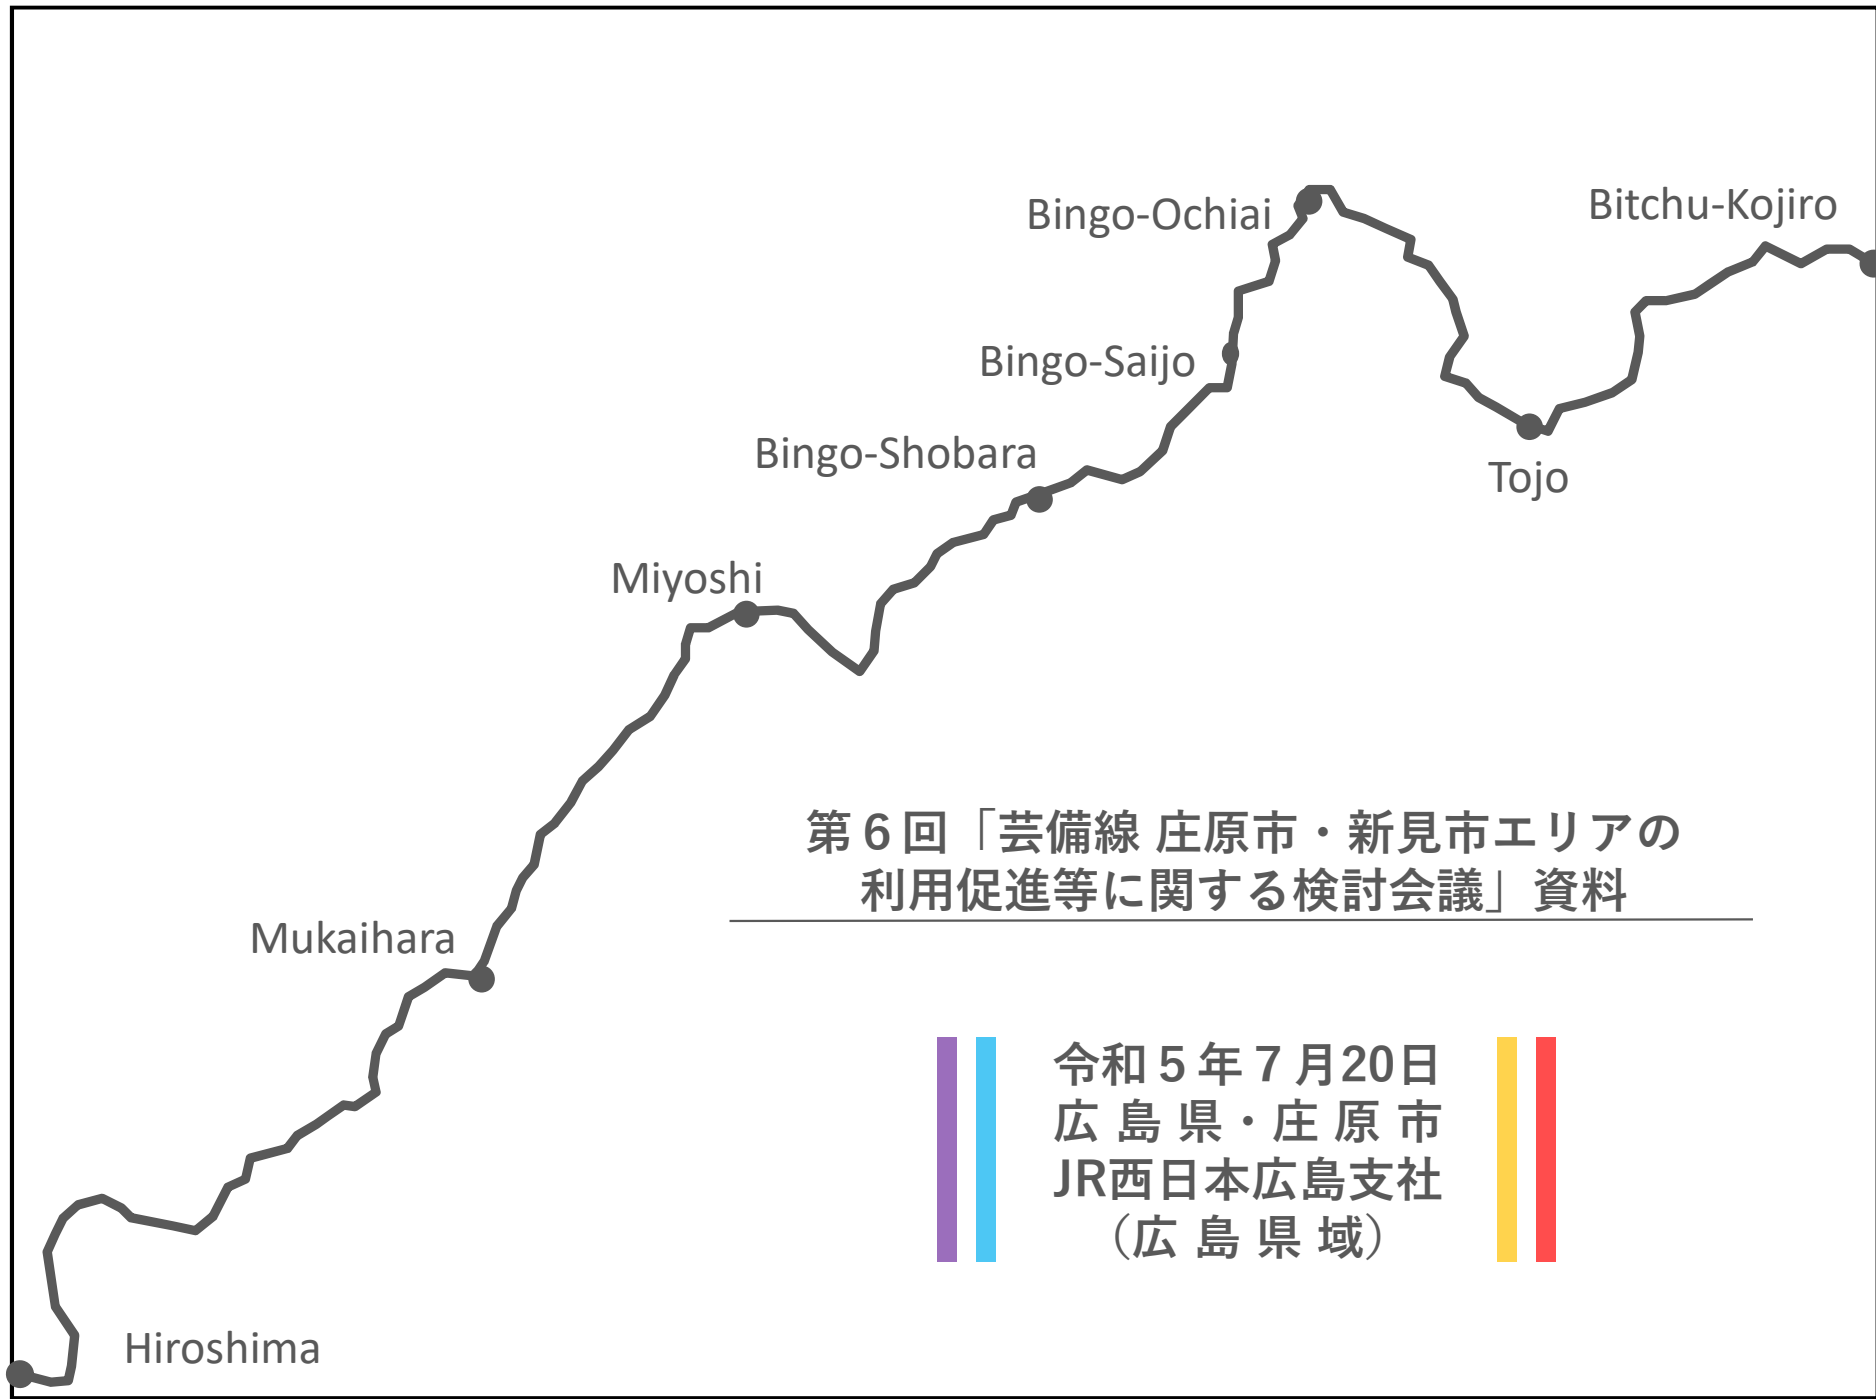 Bingo-Ochiai
Bitchu-Kojiro
Bingo-Saijo
Bingo-Shobara
Tojo
Miyoshi
第６回「芸備線 庄原市・新見市エリアの
利用促進等に関する検討会議」資料
Mukaihara
令和５年７月20日
広 島 県・庄 原 市
JR西日本広島支社
（広 島 県 域）
Hiroshima